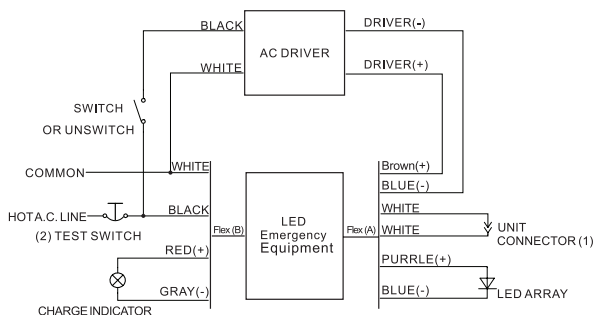 BLACK
AC DRIVER
DRIVER(-)
WHITE
DRIVER(+)
SWITCH
OR UNSWITCH
COMMON
WHITE
Brown(+)
BLUE(-)
HOT A.C. LINE
BLACK
(2) TEST SWITCH
Flex(B)
LED
Emergency
Equipment
Flex(A)
WHITE
WHITE
UNIT
CONNECTOR (1)
RED(+)
PURRLE(+)
GRAY(-)
BLUE(-)
LED ARRAY
CHARGE INDICATOR